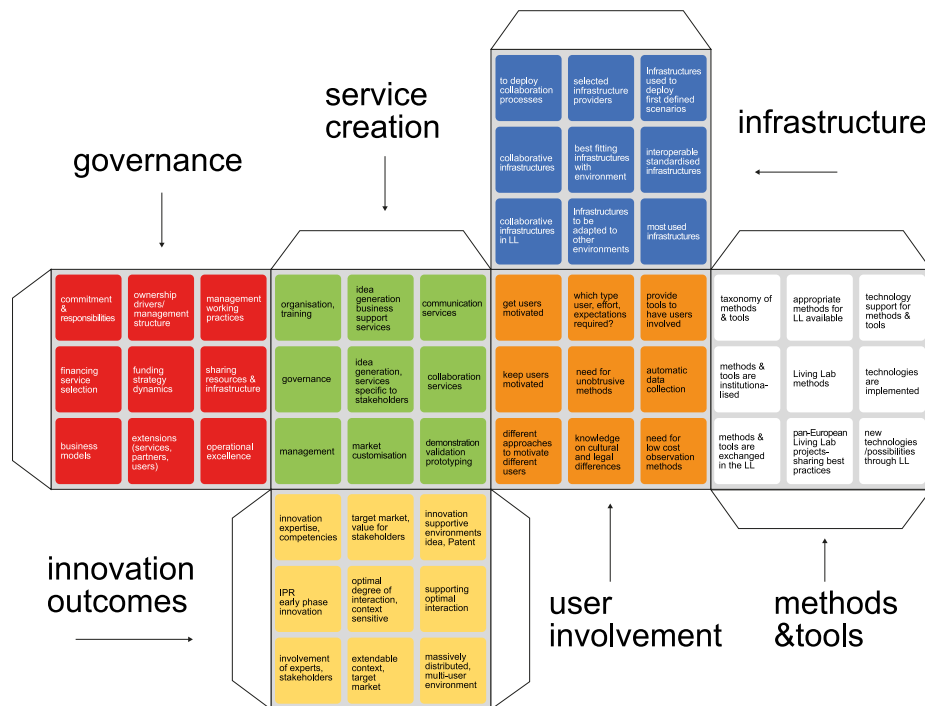 service
creation
infrastructure
governance
to deploy
collaboration
processes
selected
infrastructure
providers
Infrastructures
used to
deploy
first defined
scenarios
collaborative
infrastructures
best fitting
infrastructures
with
environment
interoperable
standardised
infrastructures
collaborative
infrastructures
in LL
Infrastructures
to be
adapted to
other
environments
most used
infrastructures
commitment
&
responsibilities
ownership
drivers/
management
structure
management
working
practices
financing
service
selection
funding
strategy
dynamics
sharing
resources &
infrastructure
business
models
extensions
(services,
partners,
users)
operational
excellence
organisation,
training
idea
generation
business
support
services
communication
services
governance
idea
generation,
services
specific to
stakeholders
collaboration
services
management
market
customisation
demonstration
validation
prototyping
get users
motivated
which type
user, effort,
expectations
required?
provide
tools to
have users
involved
keep users
motivated
need for
unobtrusive
methods
automatic
data
collection
different
approaches
to motivate
different
users
knowledge
on cultural
and legal
differences
need for
low cost
observation
methods
taxonomy of
methods
& tools
appropriate
methods for
LL available
technology
support for
methods &
tools
methods &
tools are
institutiona-
lised
Living Lab
methods
technologies
are
implemented
methods
& tools are
exchanged
in the LL
pan-European
Living Lab
projects-
sharing best
practices
new
technologies
/possibilities
through LL
innovation
expertise,
competencies
target market,
value for
stakeholders
innovation
supportive
environments
idea, Patent
IPR
early phase
innovation
optimal
degree of
interaction,
context
sensitive
supporting
optimal
interaction
involvement
of experts,
stakeholders
extendable
context,
target
market
massively
distributed,
multi-user
environment
innovation
outcomes
user
involvement
methods
&tools